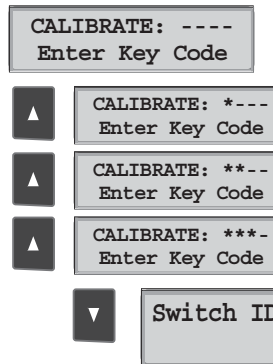 CALIBRATE: ----
Enter Key Code
CALIBRATE: *---
Enter Key Code
CALIBRATE: **--
Enter Key Code
CALIBRATE: ***-
Enter Key Code
Switch ID